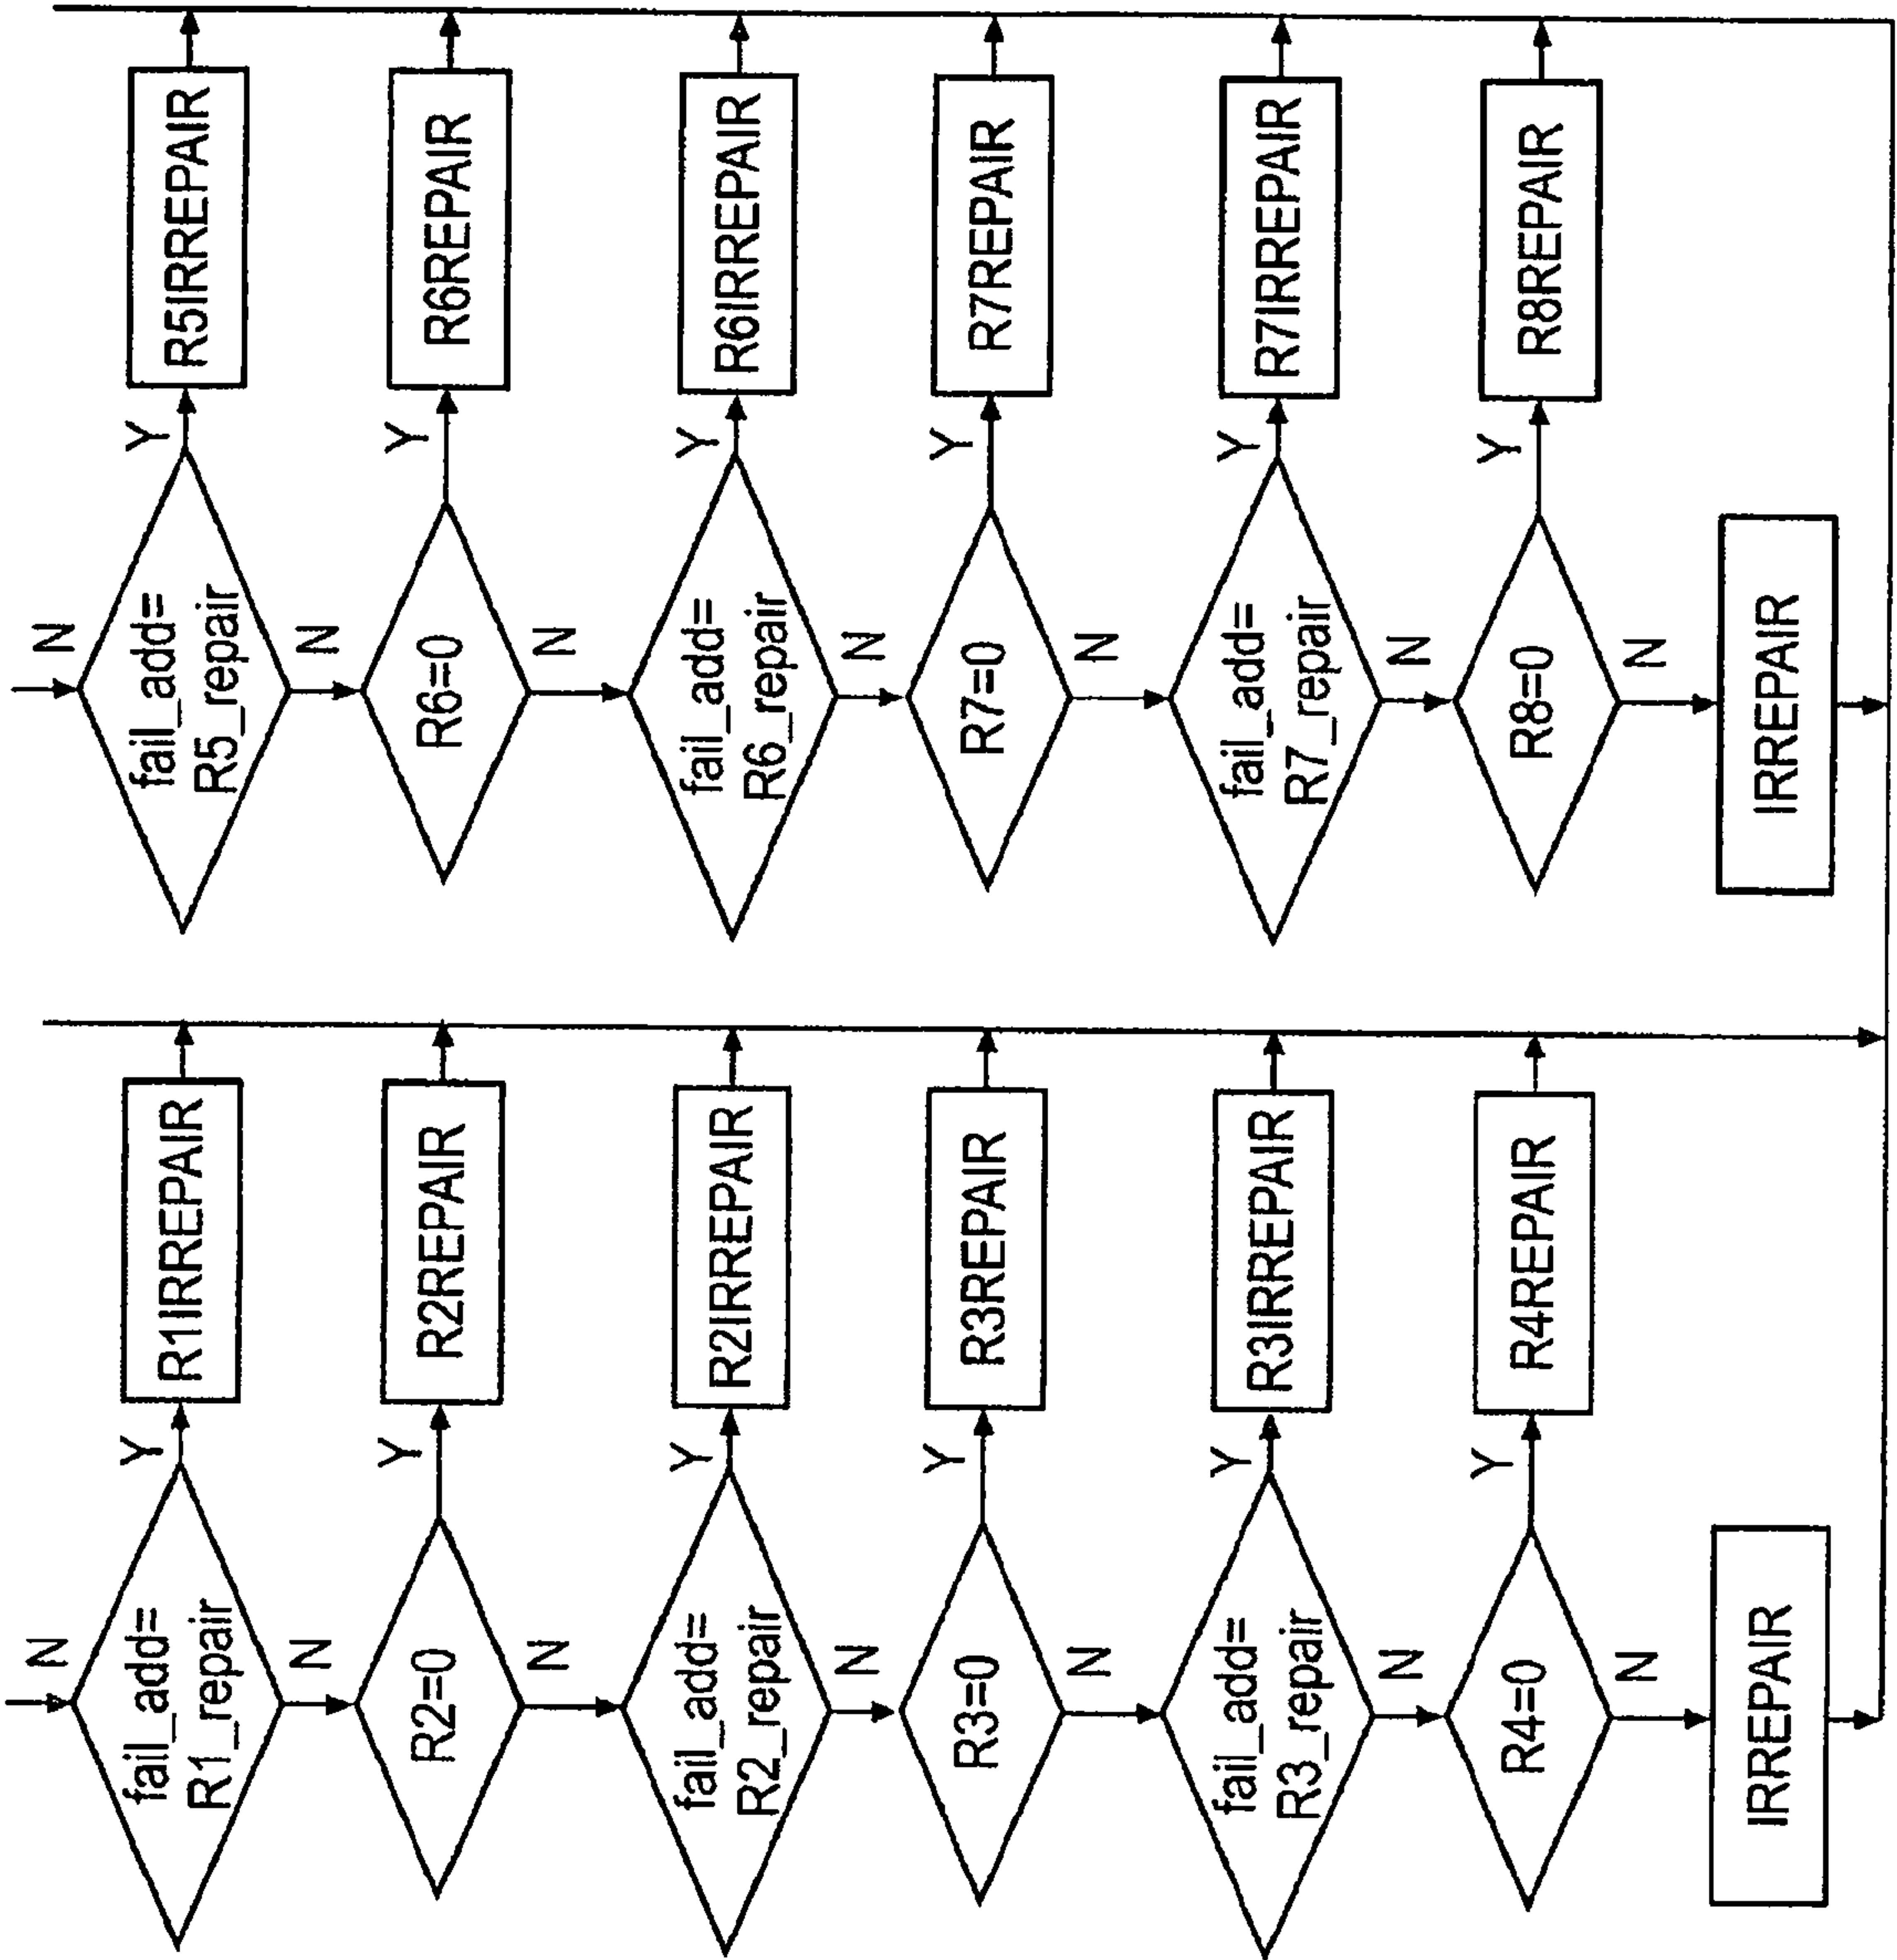 N
fail_add=
R1_repair
Y
R1IRREPAIR
N
R2=0
Y
R2REPAIR
N
fail_add=
R2_repair
Y
R2IRREPAIR
N
R3=0
Y
R3REPAIR
N
fail_add=
R3_repair
Y
R3IRREPAIR
N
R4=0
Y
R4REPAIR
N
IRREPAIR
N
fail_add=
R5_repair
Y
R5IRREPAIR
N
R6=0
Y
R6REPAIR
N
fail_add=
R6_repair
Y
R6IRREPAIR
N
R7=0
Y
R7REPAIR
N
fail_add=
R7_repair
Y
R7IRREPAIR
N
R8=0
Y
R8REPAIR
N
IRREPAIR